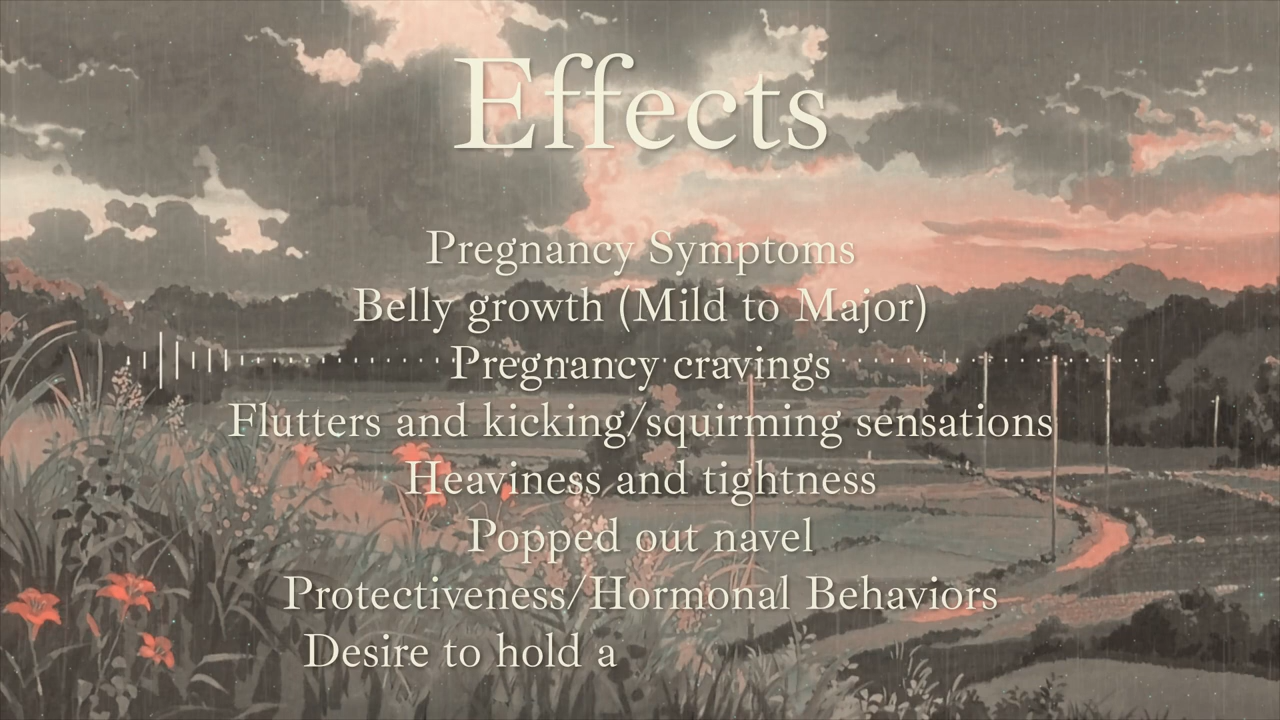 Effects
Pregnancy Symptoms
Belly growth (Mild to Major)
Pregnancy cravings
Flutters and kicking/squirming sensations
Heaviness and tightness
Popped out navel
Protectiveness/Hormonal Behaviors
Desire to hold a